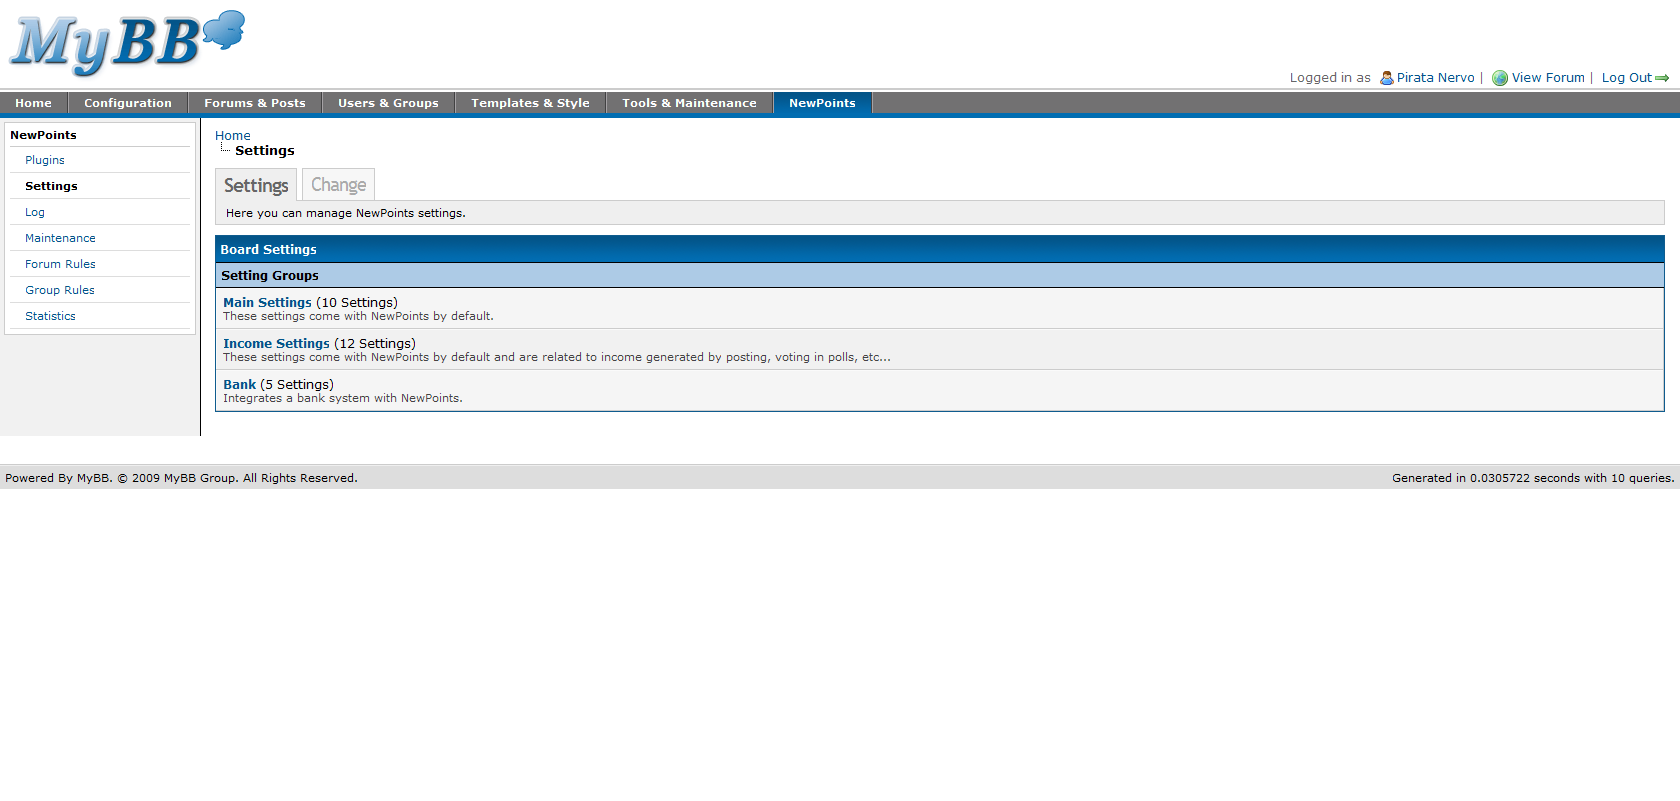 MyBB
Logged in as Pirata Nervo | View Forum | Log Out
Home Configuration Forums & Posts Users & Groups Templates & Style Tools & Maintenance NewPoints
NewPoints
Plugins
Settings
Log
Maintenance
Forum Rules
Group Rules
Statistics
Home
Settings
Settings Change
Here you can manage NewPoints settings.
Board Settings
Setting Groups
Main Settings (10 Settings)
These settings come with NewPoints by default.
Income Settings (12 Settings)
These settings come with NewPoints by default and are related to income generated by posting, voting in polls, etc...
Bank (5 Settings)
Integrates a bank system with NewPoints.
Powered By MyBB. © 2009 MyBB Group. All Rights Reserved. Generated in 0.0305722 seconds with 10 queries.